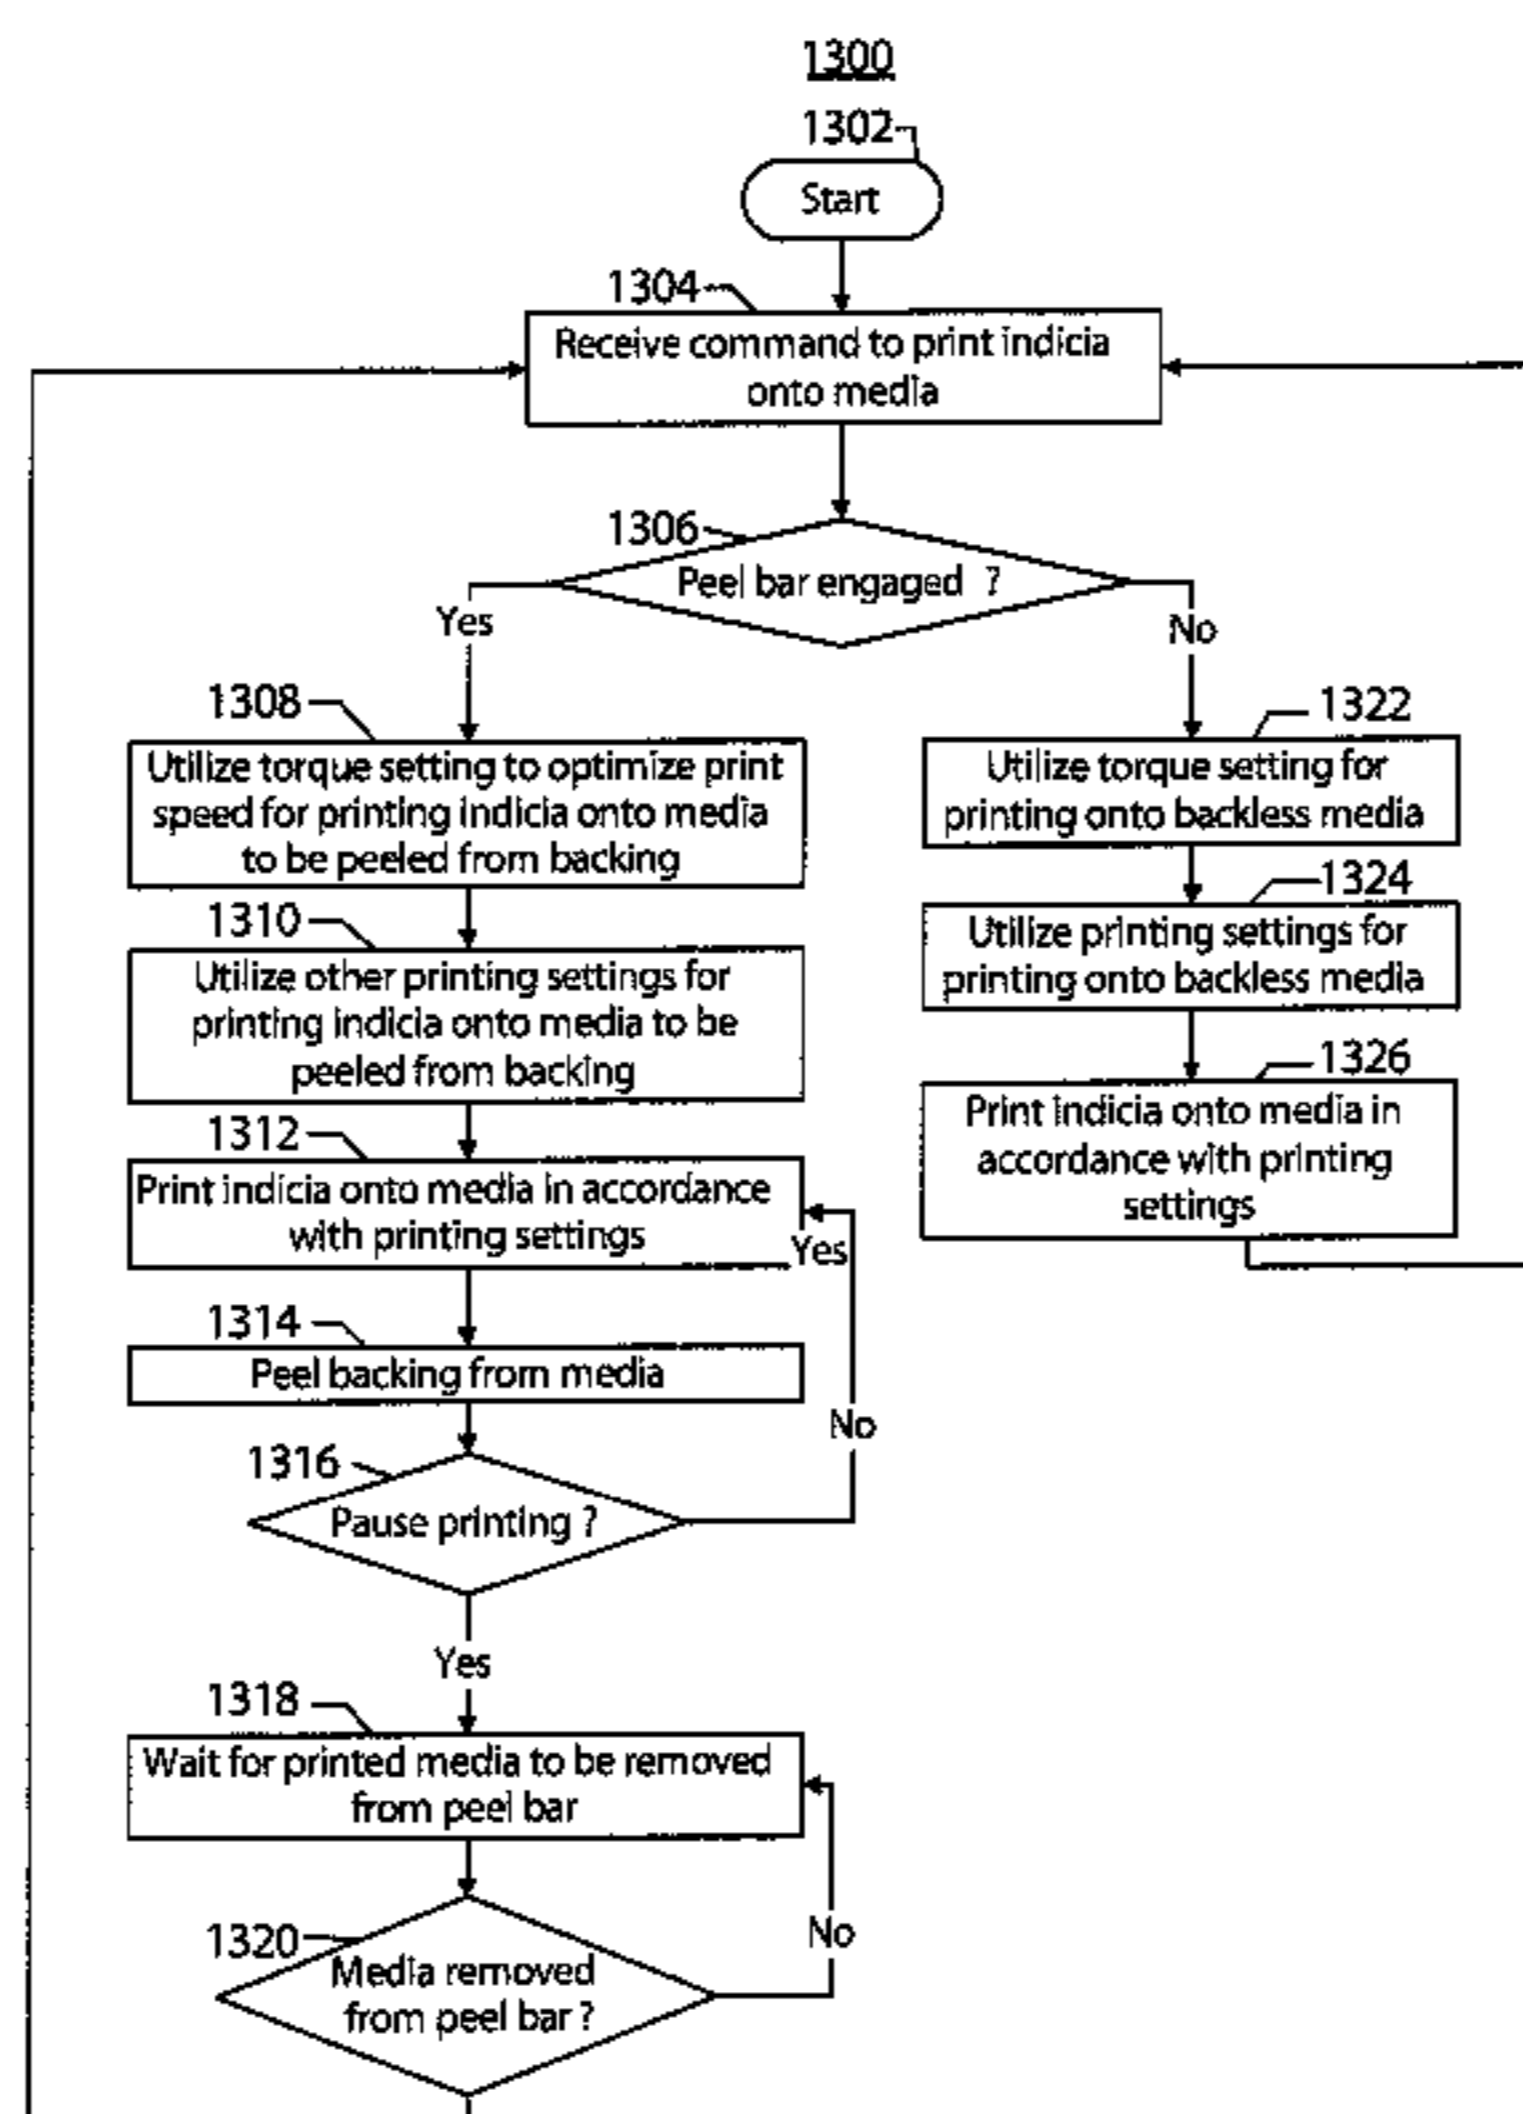 1300
1302
Start
1304
Receive command to print indicia
onto media
1306
Peel bar engaged ?
Yes
No
1308
Utilize torque setting to optimize print
speed for printing indicia onto media
to be peeled from backing
1310
Utilize other printing settings for
printing indicia onto media to be
peeled from backing
1312
Print indicia onto media in accordance
with printing settings
Yes
1314
Peel backing from media
No
1316
Pause printing ?
Yes
1318
Wait for printed media to be removed
from peel bar
No
1320
Media removed
from peel bar ?
1322
Utilize torque setting for
printing onto backless media
1324
Utilize printing settings for
printing onto backless media
1326
Print indicia onto media in
accordance with printing
settings